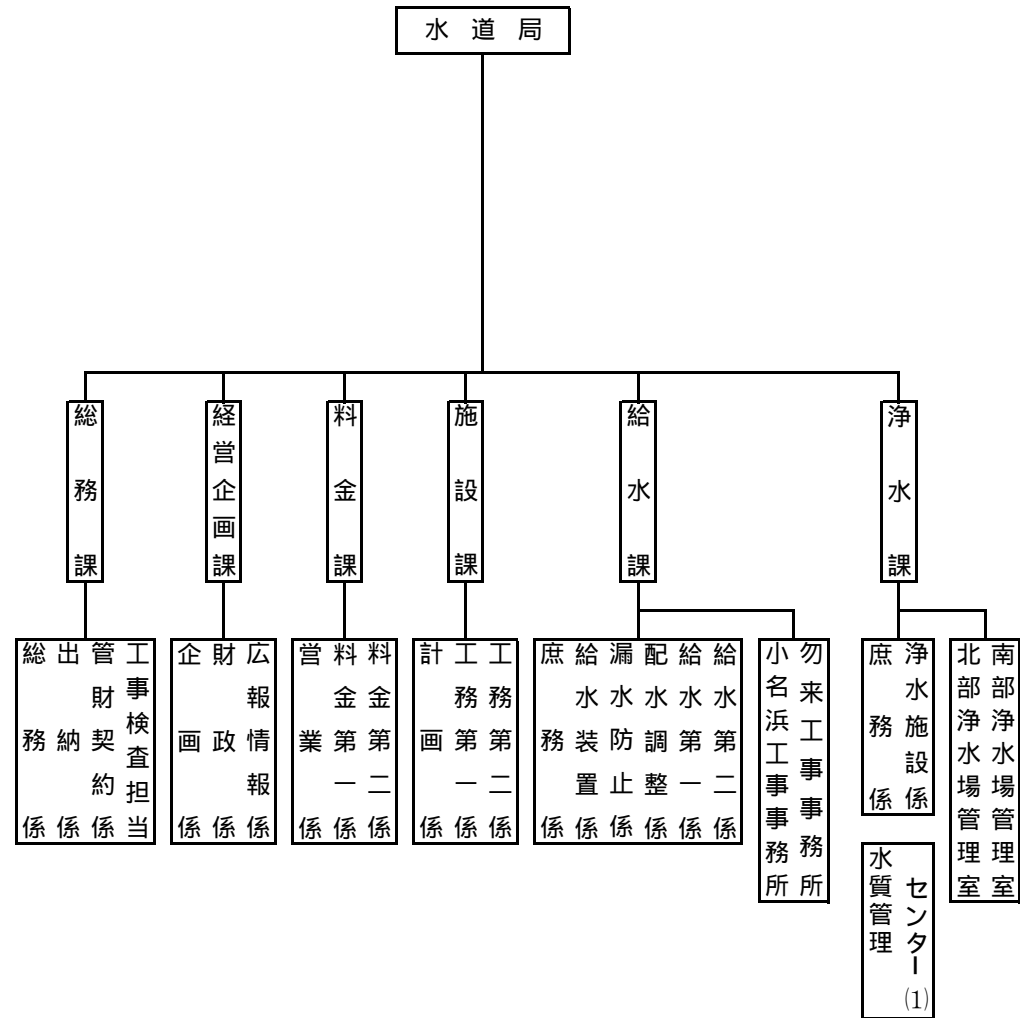 水道局
総務課
経営企画課
料金課
施設課
給水課
浄水課
総務係
出納係
管財契約係
工事検査担当
企画係
財政係
広報情報係
営業係
料金第一係
料金第二係
計画係
工務第一係
工務第二係
庶務係
給水装置係
漏水防止係
配水調整係
給水第一係
給水第二係
小名浜工事事務所
勿来工事事務所
庶務係
浄水施設係
北部浄水場管理室
南部浄水場管理室
水質管理
センター(1)